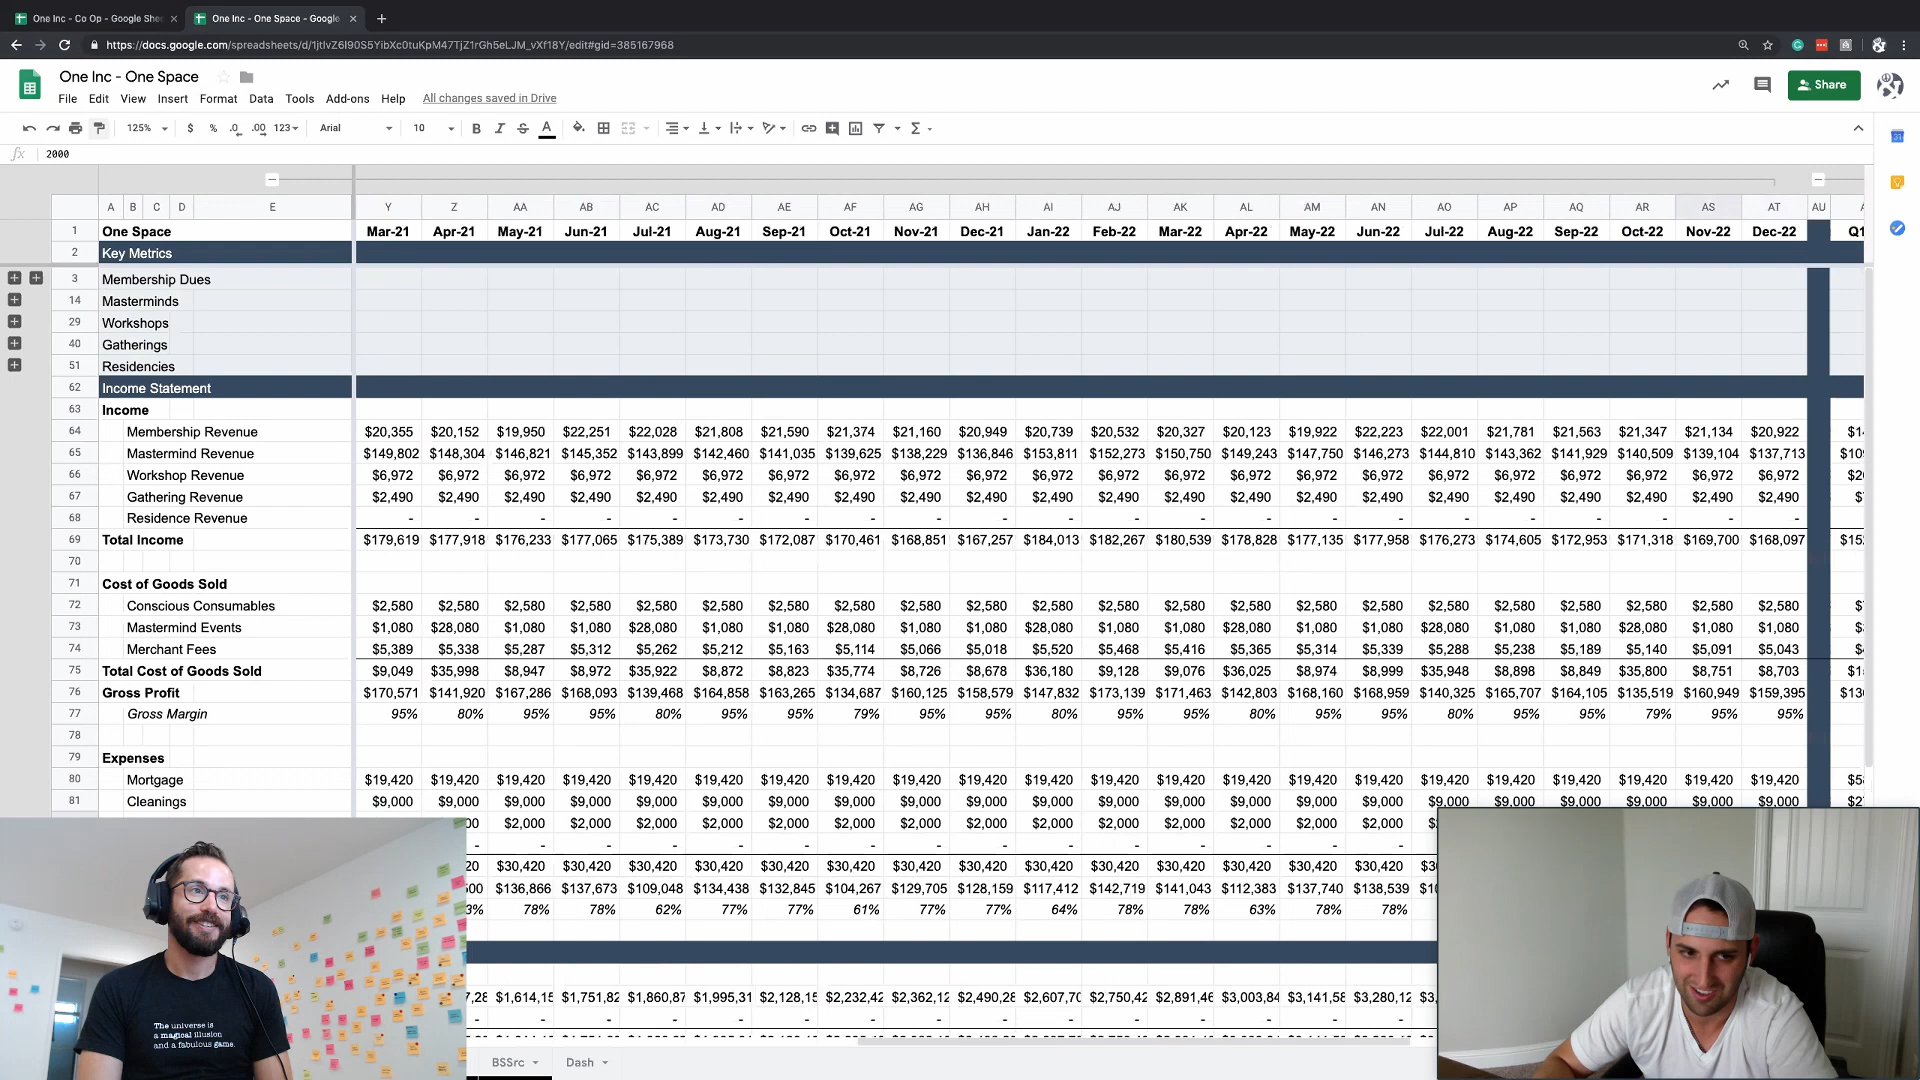 One Inc - Co Op - Google Shee
One Inc - One Space - Google
https://docs.google.com/spreadsheets/d/1jtIvZ6I90S5YibXc0tuKpM47TjZ1rGh5eLJM_vXf18Y/edit#gid=385167968
One Inc - One Space
File Edit View Insert Format Data Tools Add-ons Help All changes saved in Drive
Share
125% $ % .0 .00 123 Arial 10 B I S A
fx 2000
A B C D E Y Z AA AB AC AD AE AF AG AH AI AJ AK AL AM AN AO AP AQ AR AS AT AU
1 One Space Mar-21 Apr-21 May-21 Jun-21 Jul-21 Aug-21 Sep-21 Oct-21 Nov-21 Dec-21 Jan-22 Feb-22 Mar-22 Apr-22 May-22 Jun-22 Jul-22 Aug-22 Sep-22 Oct-22 Nov-22 Dec-22 Q1
2 Key Metrics
3 Membership Dues
14 Masterminds
29 Workshops
40 Gatherings
51 Residencies
62 Income Statement
63 Income
64 Membership Revenue $20,355 $20,152 $19,950 $22,251 $22,028 $21,808 $21,590 $21,374 $21,160 $20,949 $20,739 $20,532 $20,327 $20,123 $19,922 $22,223 $22,001 $21,781 $21,563 $21,347 $21,134 $20,922
65 Mastermind Revenue $149,802 $148,304 $146,821 $145,352 $143,899 $142,460 $141,035 $139,625 $138,229 $136,846 $153,811 $152,273 $150,750 $149,243 $147,750 $146,273 $144,810 $143,362 $141,929 $140,509 $139,104 $137,713
66 Workshop Revenue $6,972 $6,972 $6,972 $6,972 $6,972 $6,972 $6,972 $6,972 $6,972 $6,972 $6,972 $6,972 $6,972 $6,972 $6,972 $6,972 $6,972 $6,972 $6,972 $6,972 $6,972 $6,972
67 Gathering Revenue $2,490 $2,490 $2,490 $2,490 $2,490 $2,490 $2,490 $2,490 $2,490 $2,490 $2,490 $2,490 $2,490 $2,490 $2,490 $2,490 $2,490 $2,490 $2,490 $2,490 $2,490 $2,490
68 Residence Revenue - - - - - - - - - - - - - - - - - - - - - -
69 Total Income $179,619 $177,918 $176,233 $177,065 $175,389 $173,730 $172,087 $170,461 $168,851 $167,257 $184,013 $182,267 $180,539 $178,828 $177,135 $177,958 $176,273 $174,605 $172,953 $171,318 $169,700 $168,097
70
71 Cost of Goods Sold
72 Conscious Consumables $2,580 $2,580 $2,580 $2,580 $2,580 $2,580 $2,580 $2,580 $2,580 $2,580 $2,580 $2,580 $2,580 $2,580 $2,580 $2,580 $2,580 $2,580 $2,580 $2,580 $2,580 $2,580
73 Mastermind Events $1,080 $28,080 $1,080 $1,080 $28,080 $1,080 $1,080 $28,080 $1,080 $1,080 $28,080 $1,080 $1,080 $28,080 $1,080 $1,080 $28,080 $1,080 $1,080 $28,080 $1,080 $1,080
74 Merchant Fees $5,389 $5,338 $5,287 $5,312 $5,262 $5,212 $5,163 $5,114 $5,066 $5,018 $5,520 $5,468 $5,416 $5,365 $5,314 $5,339 $5,288 $5,238 $5,189 $5,140 $5,091 $5,043
75 Total Cost of Goods Sold $9,049 $35,998 $8,947 $8,972 $35,922 $8,872 $8,823 $35,774 $8,726 $8,678 $36,180 $9,128 $9,076 $36,025 $8,974 $8,999 $35,948 $8,898 $8,849 $35,800 $8,751 $8,703
76 Gross Profit $170,571 $141,920 $167,286 $168,093 $139,468 $164,858 $163,265 $134,687 $160,125 $158,579 $147,832 $173,139 $171,463 $142,803 $168,160 $168,959 $140,325 $165,707 $164,105 $135,519 $160,949 $159,395
77 Gross Margin 95% 80% 95% 95% 80% 95% 95% 79% 95% 95% 80% 95% 95% 80% 95% 95% 80% 95% 95% 79% 95% 95%
78
79 Expenses
80 Mortgage $19,420 $19,420 $19,420 $19,420 $19,420 $19,420 $19,420 $19,420 $19,420 $19,420 $19,420 $19,420 $19,420 $19,420 $19,420 $19,420 $19,420 $19,420 $19,420 $19,420 $19,420 $19,420
81 Cleanings $9,000 $9,000 $9,000 $9,000 $9,000 $9,000 $9,000 $9,000 $9,000 $9,000 $9,000 $9,000 $9,000 $9,000 $9,000 $9,000 $9,000 $9,000 $9,000 $9,000 $9,000 $9,000
$2,000 $2,000 $2,000 $2,000 $2,000 $2,000 $2,000 $2,000 $2,000 $2,000 $2,000 $2,000 $2,000 $2,000
- - - - - - - - - - - - - -
$30,420 $30,420 $30,420 $30,420 $30,420 $30,420 $30,420 $30,420 $30,420 $30,420 $30,420 $30,420 $30,420 $30,420
$136,866 $137,673 $109,048 $134,438 $132,845 $104,267 $129,705 $128,159 $117,412 $142,719 $141,043 $112,383 $137,740 $138,539
78% 78% 62% 77% 77% 61% 77% 77% 64% 78% 78% 63% 78% 78%
$1,614,15 $1,751,82 $1,860,87 $1,995,31 $2,128,15 $2,232,42 $2,362,12 $2,490,28 $2,607,70 $2,750,42 $2,891,46 $3,003,84 $3,141,58 $3,280,12
- - - - - - - - - - - - - -
BSSrc Dash
The universe is
a magical illusion
and a fabulous game.